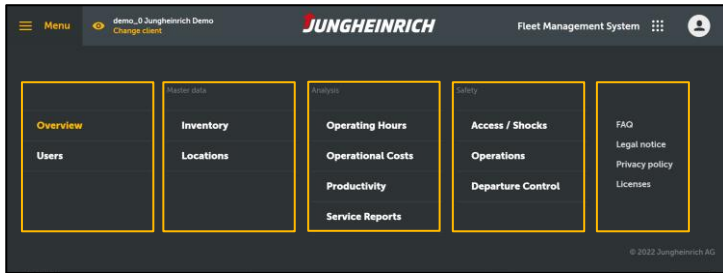 Menu
demo_0 Jungheinrich Demo
Change client
JUNGHEINRICH
Fleet Management System
Master data
Analysis
Safety
Overview
Users
Inventory
Locations
Operating Hours
Operational Costs
Productivity
Service Reports
Access / Shocks
Operations
Departure Control
FAQ
Legal notice
Privacy policy
Licenses
© 2022 Jungheinrich AG